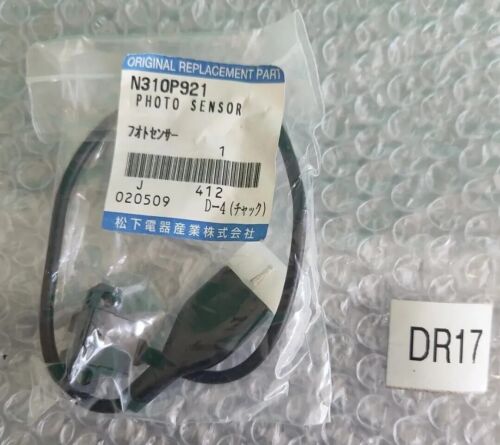 ORIGINAL REPLACEMENT PART
N310P921
PHOTO SENSOR
フォトセンサー
1
J 412
020509 D-4(チャック)
松下電器産業株式会社
DR17